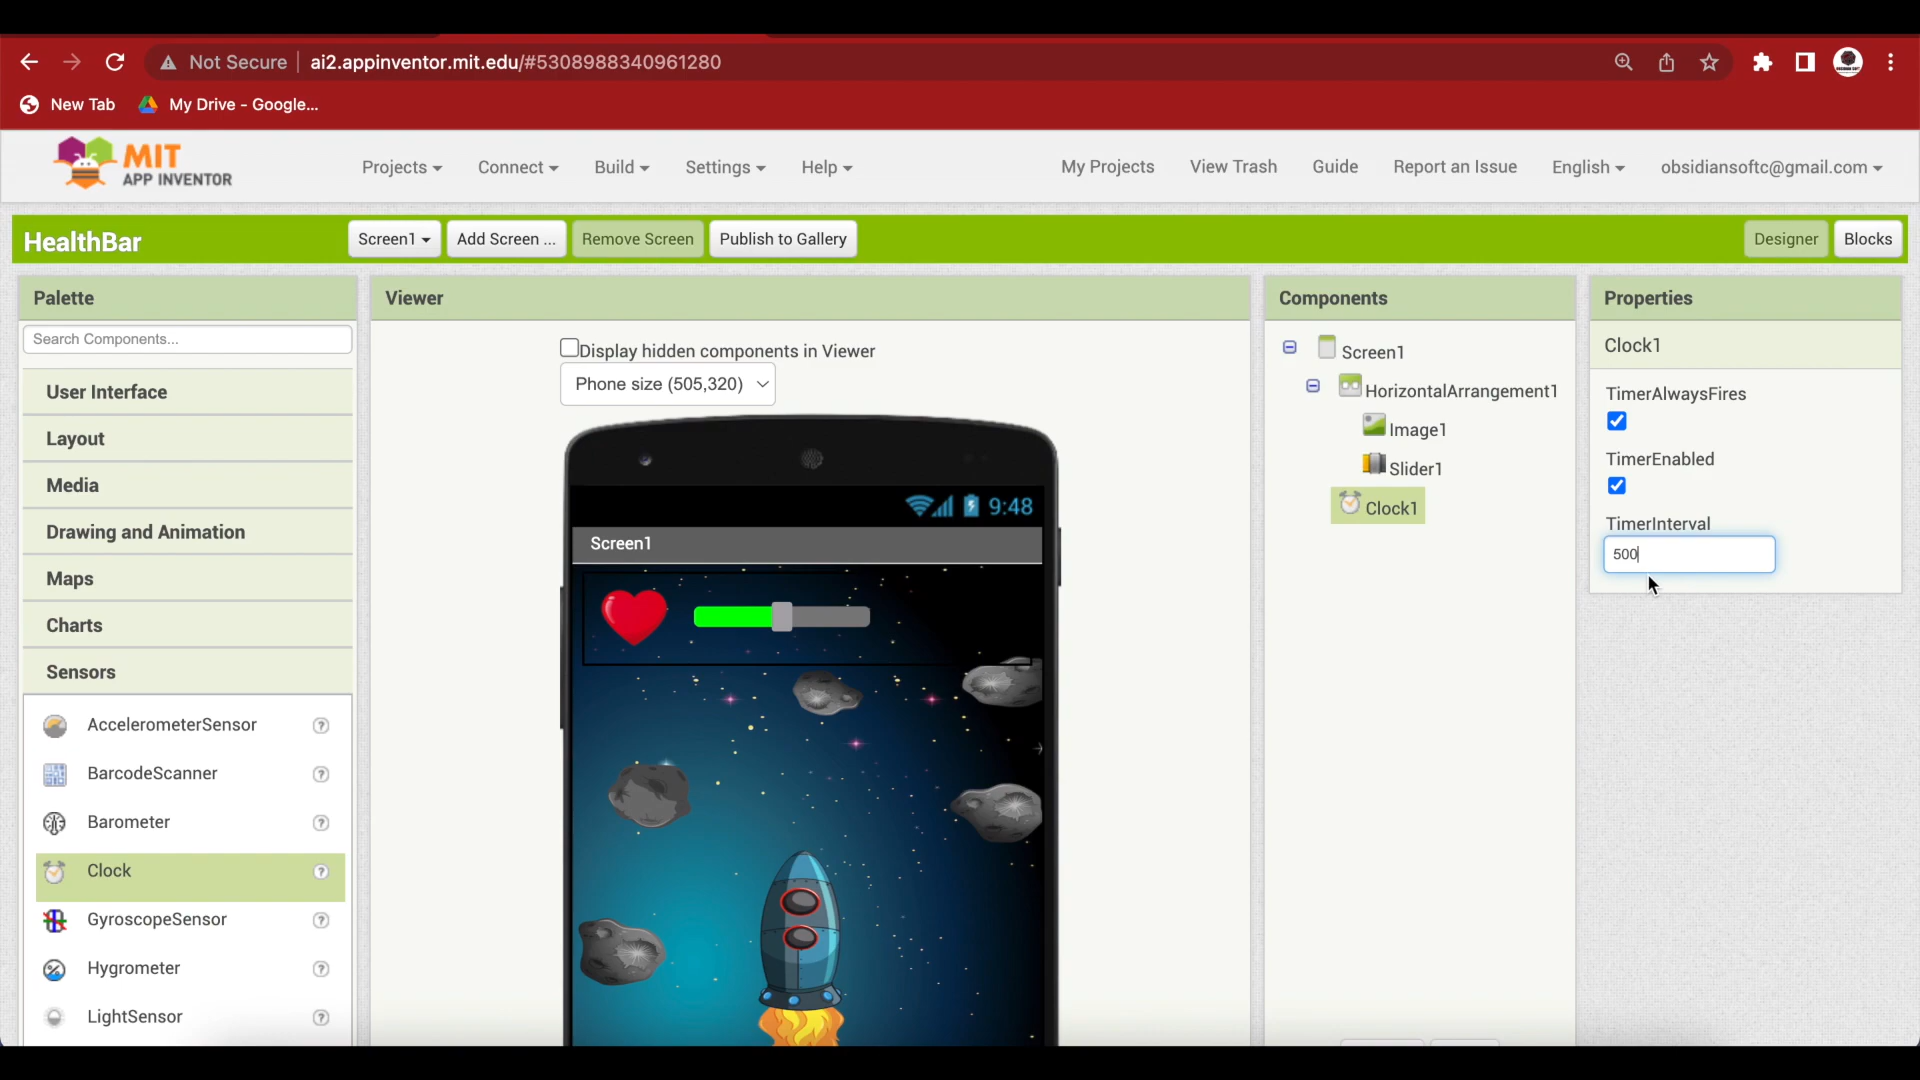 Not Secure
ai2.appinventor.mit.edu/#5308988340961280
New Tab
My Drive - Google...
MIT
APP INVENTOR
Projects
Connect
Build
Settings
Help
My Projects
View Trash
Guide
Report an Issue
English
obsidiansoftc@gmail.com
HealthBar
Screen1
Add Screen ...
Remove Screen
Publish to Gallery
Designer
Blocks
Palette
Search Components...
User Interface
Layout
Media
Drawing and Animation
Maps
Charts
Sensors
AccelerometerSensor
?
BarcodeScanner
?
Barometer
?
Clock
?
GyroscopeSensor
?
Hygrometer
?
LightSensor
?
Viewer
Display hidden components in Viewer
Phone size (505,320)
9:48
Screen1
Components
Screen1
HorizontalArrangement1
Image1
Slider1
Clock1
Properties
Clock1
TimerAlwaysFires
TimerEnabled
TimerInterval
500